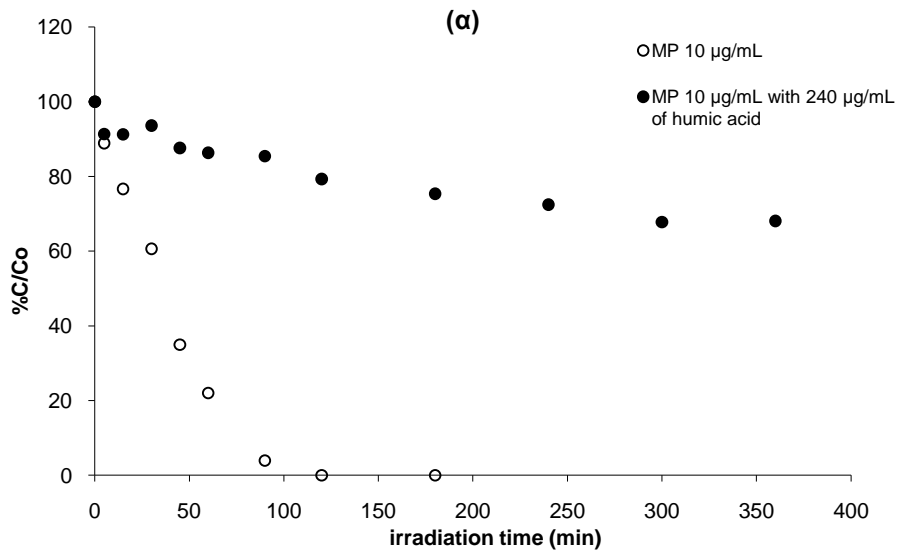 (α)
MP 10 μg/mL
MP 10 μg/mL with 240 μg/mL
of humic acid
120
100
80
60
40
20
0
%C/Co
0 50 100 150 200 250 300 350 400
irradiation time (min)